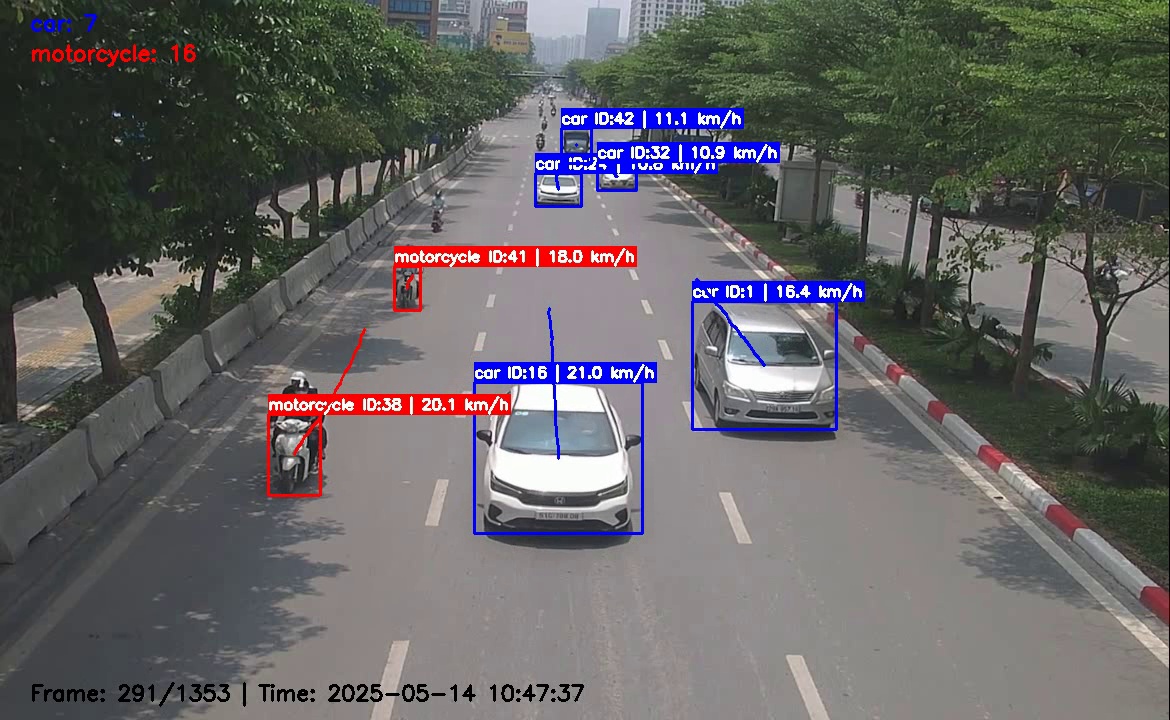 car: 7
motorcycle: 16
car ID:42 | 11.1 km/h
car ID:32 | 10.9 km/h
car km/h
motorcycle ID:41 | 18.0 km/h
car ID:1 | 16.4 km/h
car ID:16 | 21.0 km/h
motorcycle ID:38 | 20.1 km/h
Frame: 291/1353 | Time: 2025-05-14 10:47:37